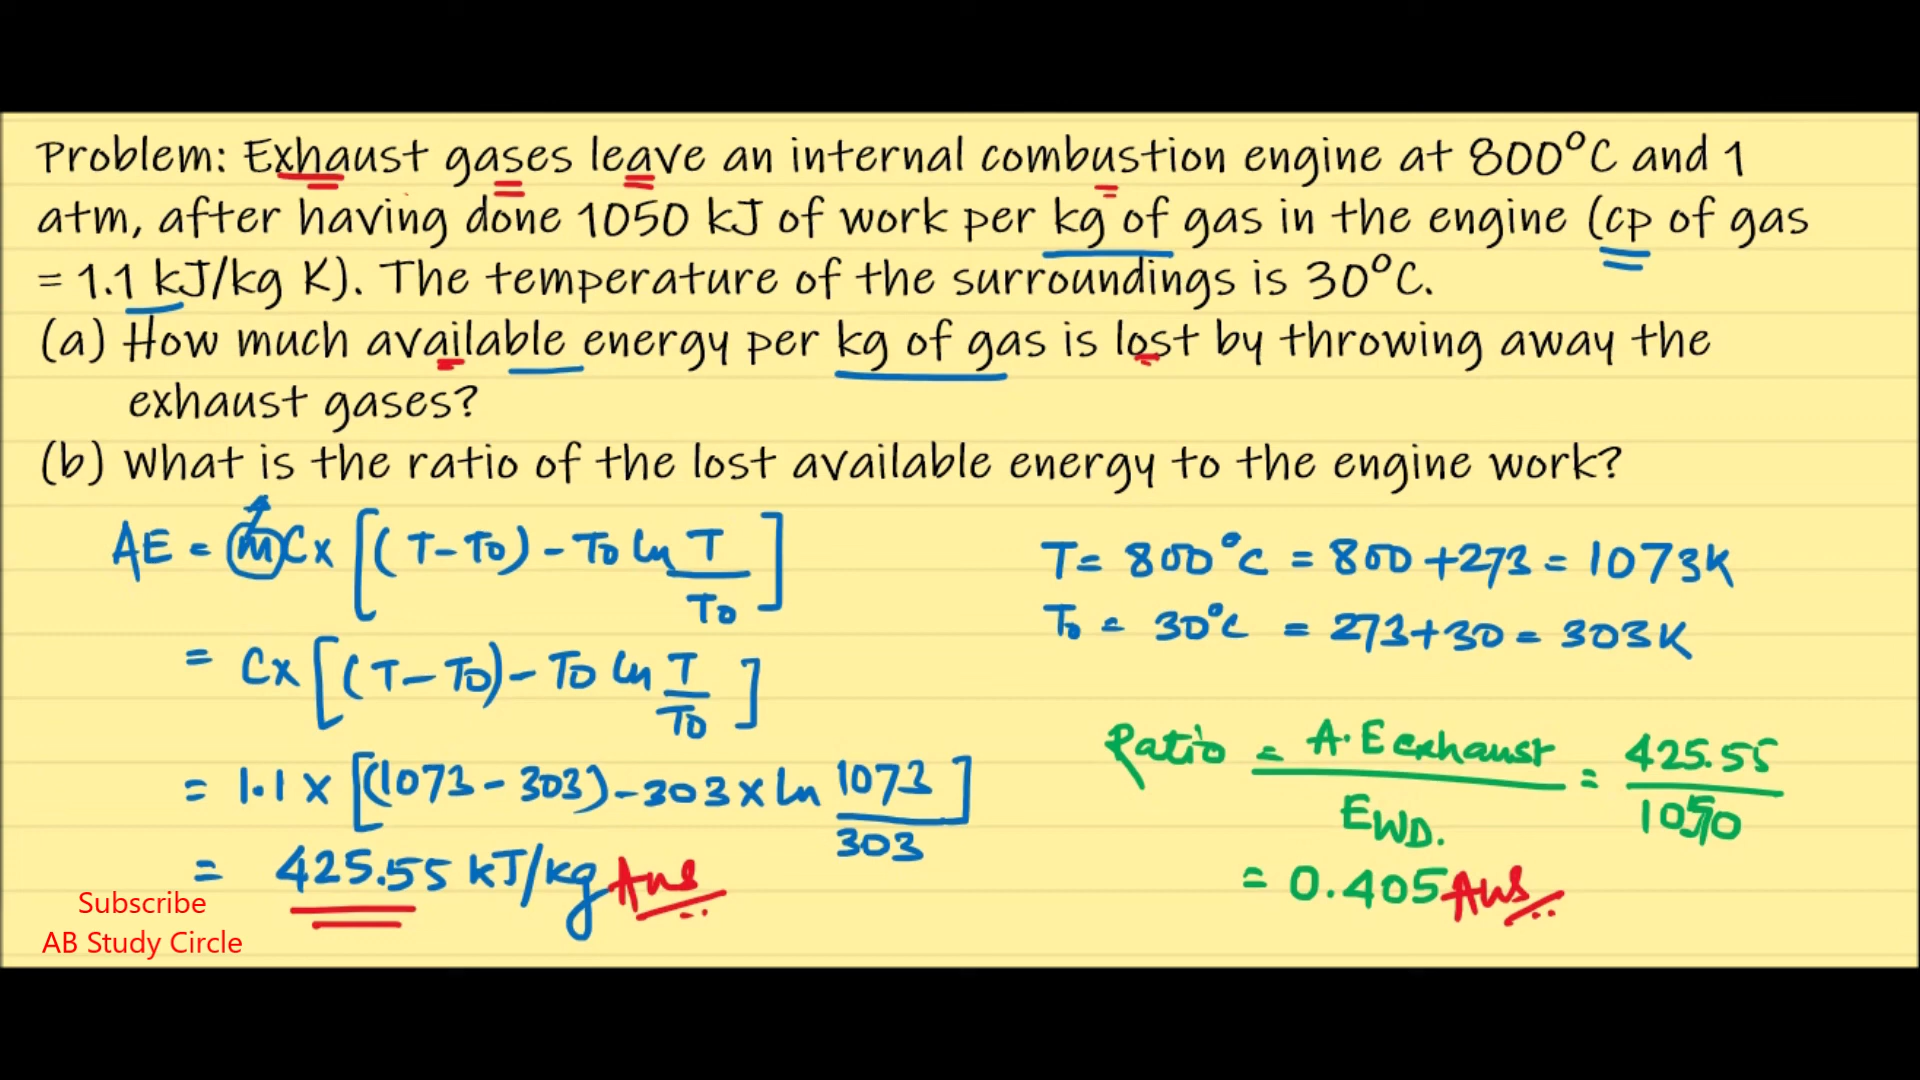 Problem: Exhaust gases leave an internal combustion engine at 800°C and 1
atm, after having done 1050 kJ of work per kg of gas in the engine (cp of gas
= 1.1 kJ/kg K). The temperature of the surroundings is 30°C.
(a) How much available energy per kg of gas is lost by throwing away the
exhaust gases?
(b) What is the ratio of the lost available energy to the engine work?
AE = mCx [(T-To) - To ln T/To]
= Cx [(T-To) - To ln T/To]
= 1.1 x [(1073-303) - 303 x ln 1073/303]
= 425.55 kJ/kg Ans
T = 800°C = 800+273 = 1073K
To = 30°C = 273+30 = 303K
Ratio = A.E exhaust/EWD. = 425.55/1050
= 0.405 Ans
Subscribe
AB Study Circle